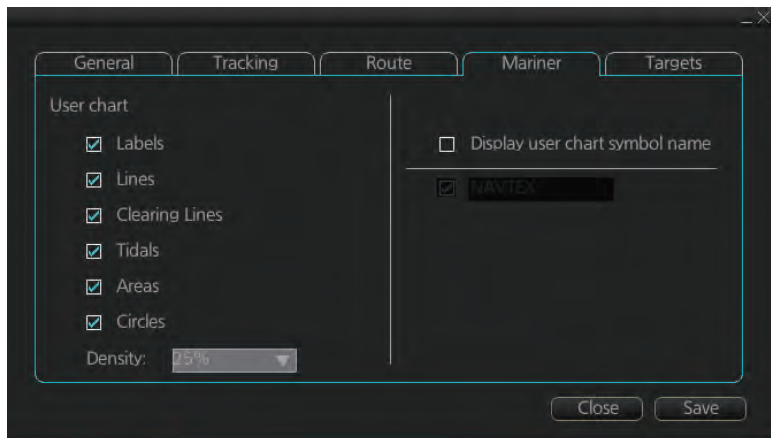 General
Tracking
Route
Mariner
Targets
User chart
Labels
Lines
Clearing Lines
Tidals
Areas
Circles
Density: 25%
Display user chart symbol name
NAVTEX
Close
Save